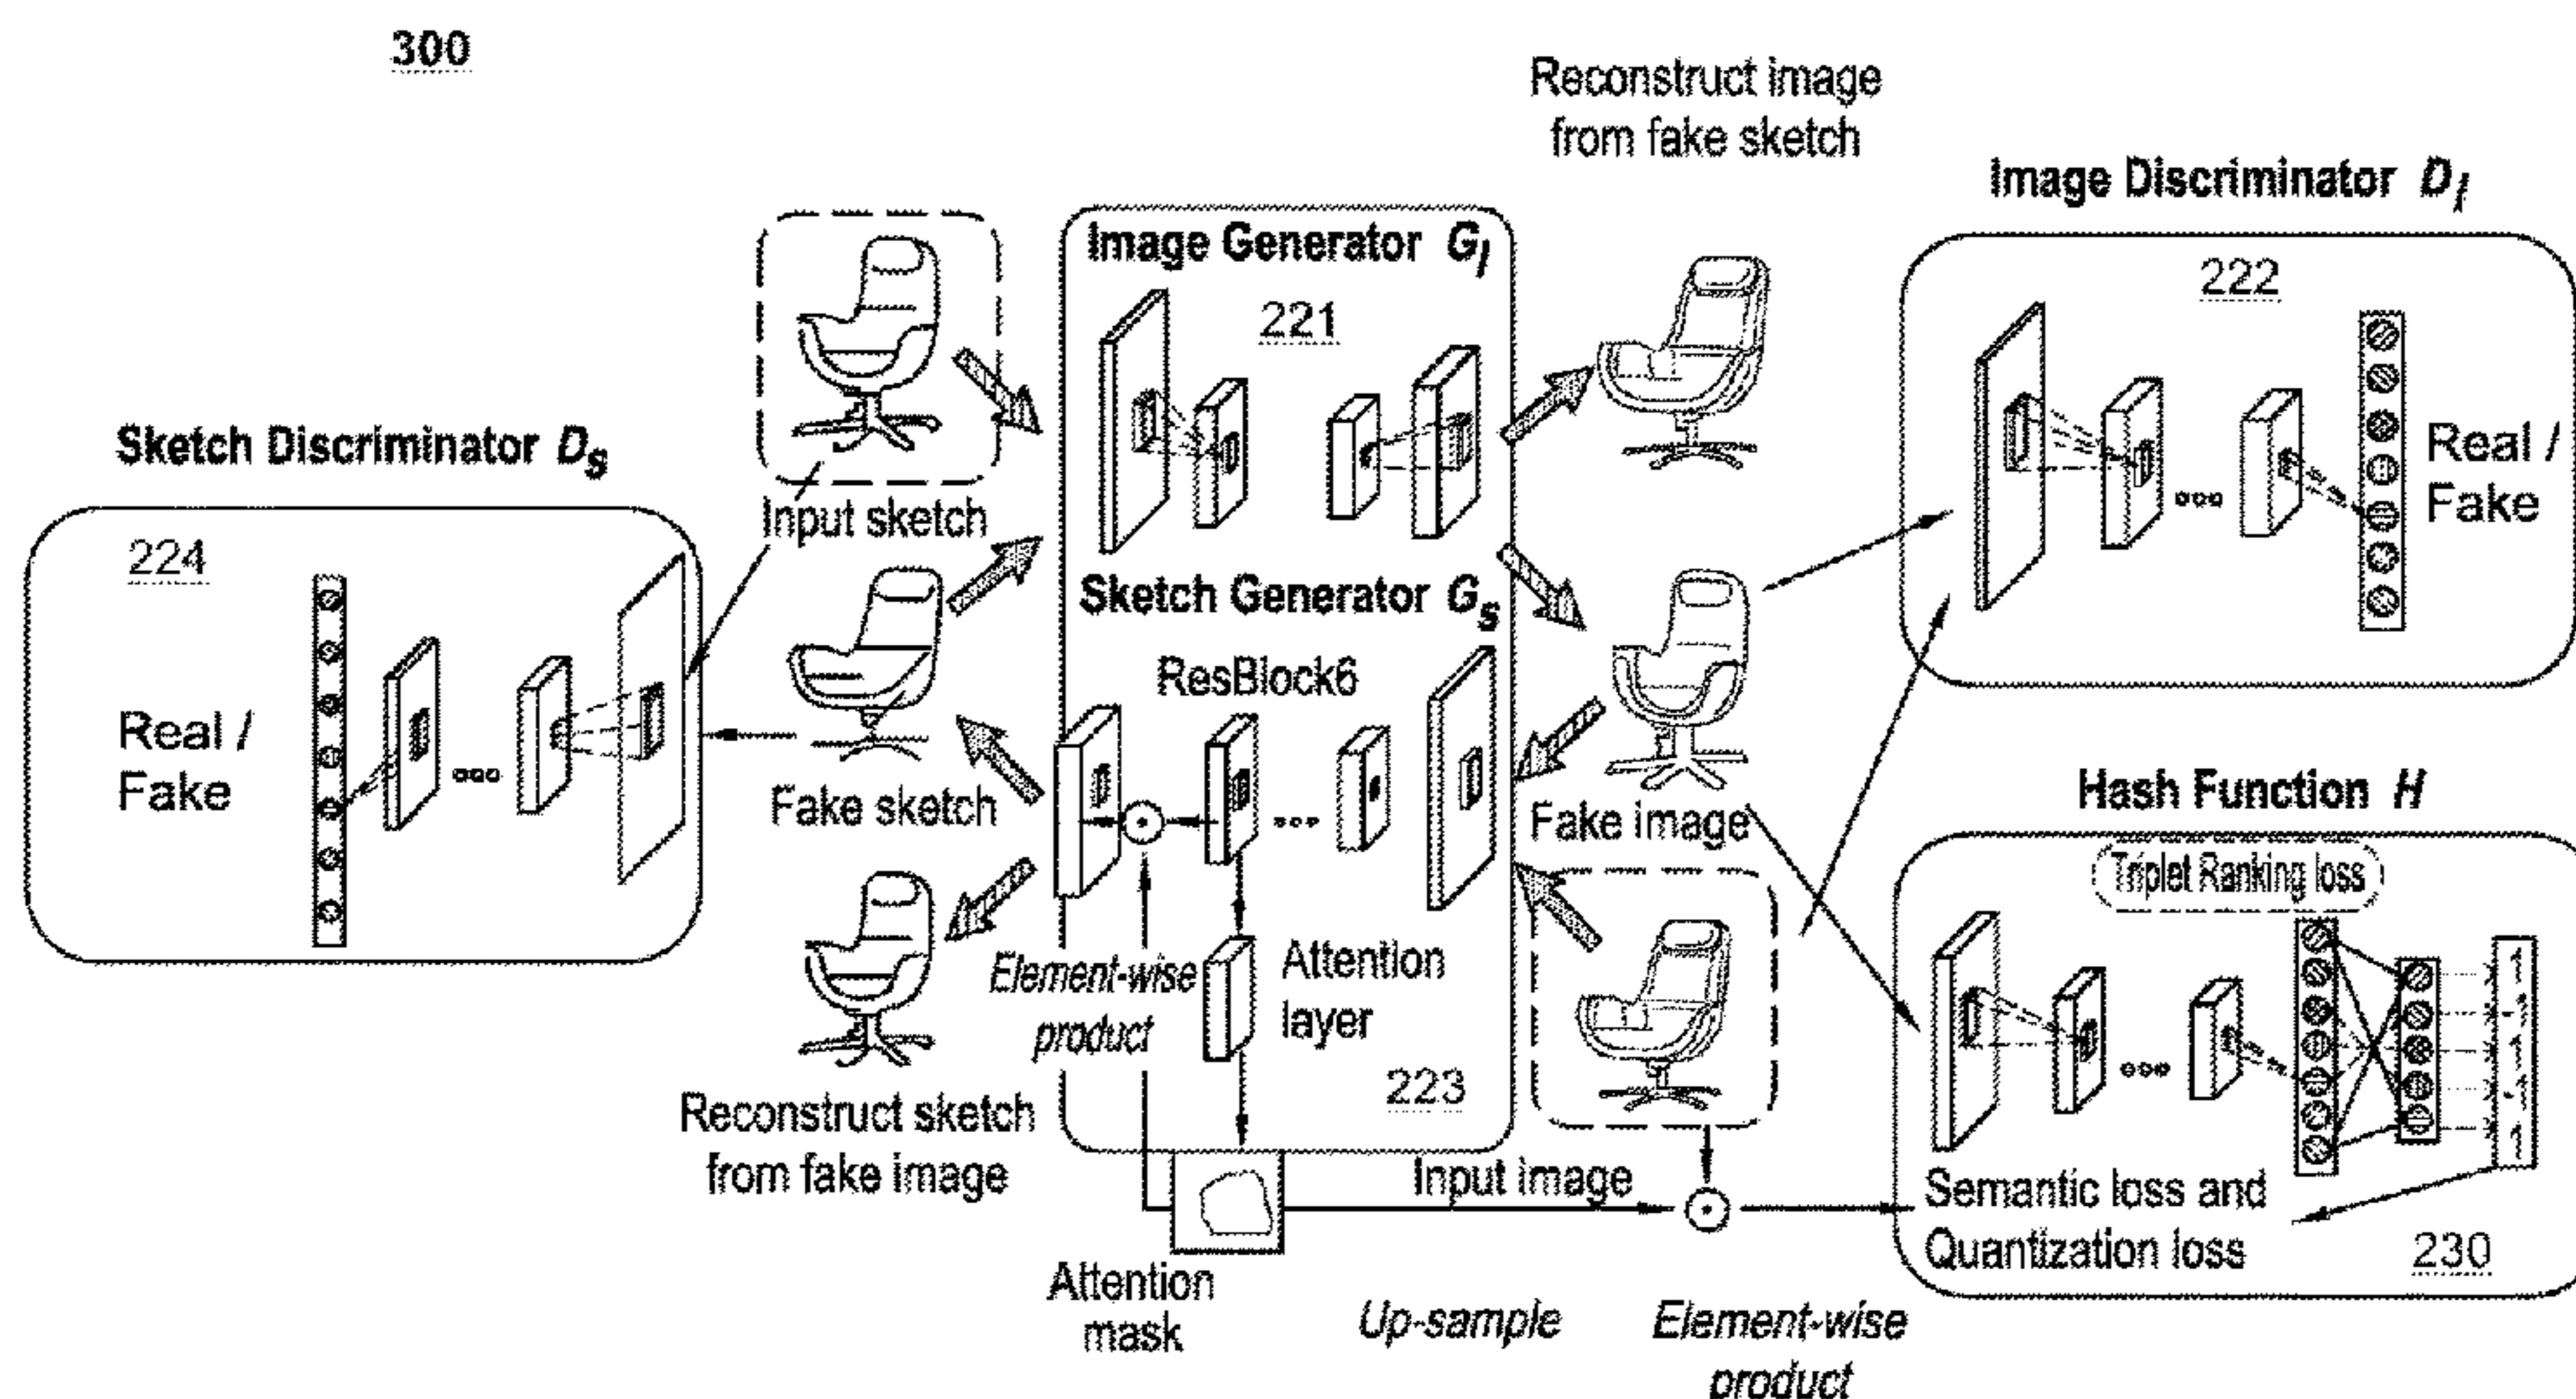 300
Reconstruct image
from fake sketch
Image Discriminator D_I
222
Real /
Fake
Image Generator G_I
221
Sketch Discriminator D_s
224
Real /
Fake
Input sketch
Sketch Generator G_s
ResBlock6
Fake sketch
Fake image
Hash Function H
Triplet Ranking loss
Element-wise
product
Attention
layer
223
Reconstruct sketch
from fake image
Input image
Semantic loss and
Quantization loss
230
Attention
mask
Up-sample
Element-wise
product